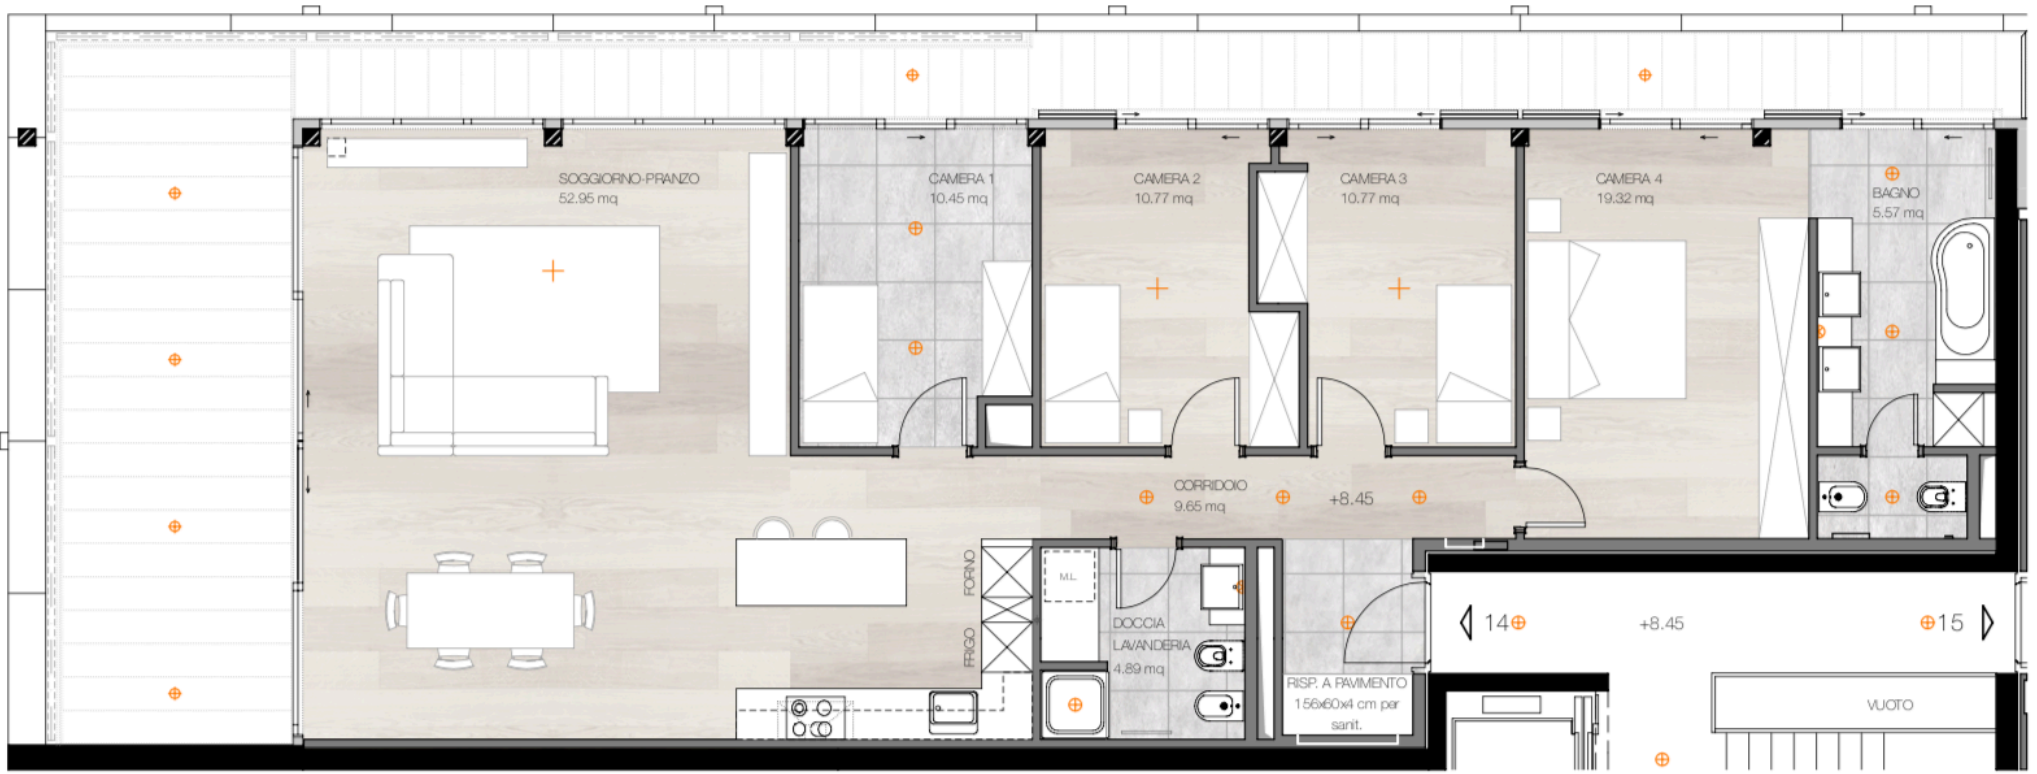 SOGGIORNO-PRANZO
52.95 mq
CAMERA 1
10.45 mq
CAMERA 2
10.77 mq
CAMERA 3
10.77 mq
CAMERA 4
19.32 mq
BAGNO
5.57 mq
CORRIDOIO
9.65 mq
+8.45
FORNO
FRIGO
M.L.
DOCCIA
LAVANDERIA
4.89 mq
RISP. A PAVIMENTO
156x60x4 cm per
sanit.
14
+8.45
15
VUOTO